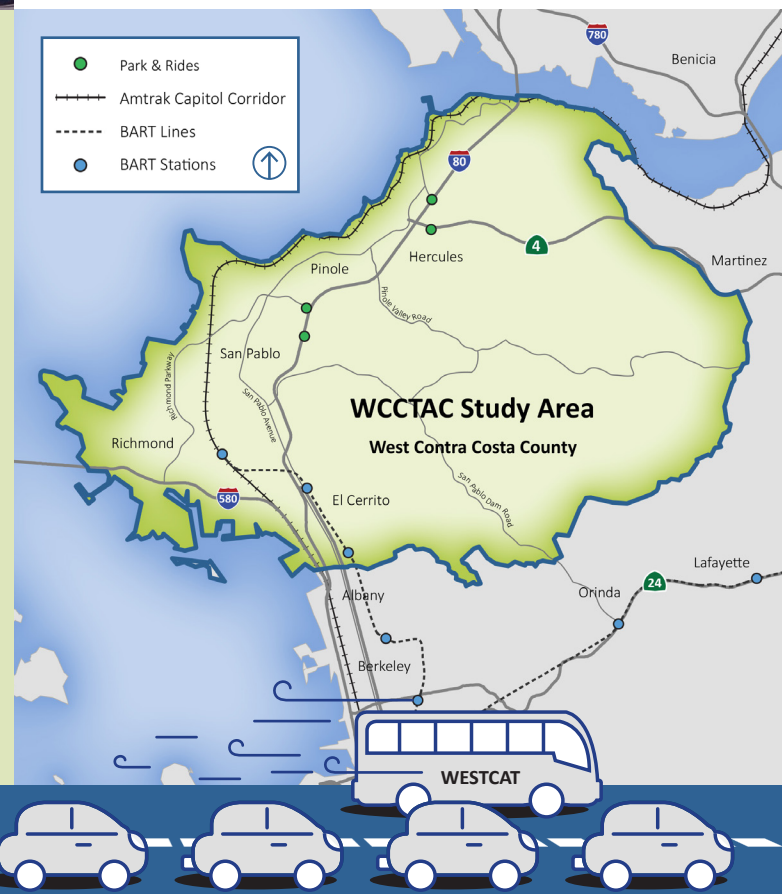 Park & Rides
Amtrak Capitol Corridor
BART Lines
BART Stations
780
Benicia
80
4
Hercules
Martinez
Pinole
Pinole Valley Road
San Pablo
Richmond Parkway
San Pablo Avenue
WCCTAC Study Area
West Contra Costa County
Richmond
580
El Cerrito
San Pablo Dam Road
Lafayette
24
Orinda
Albany
Berkeley
WESTCAT